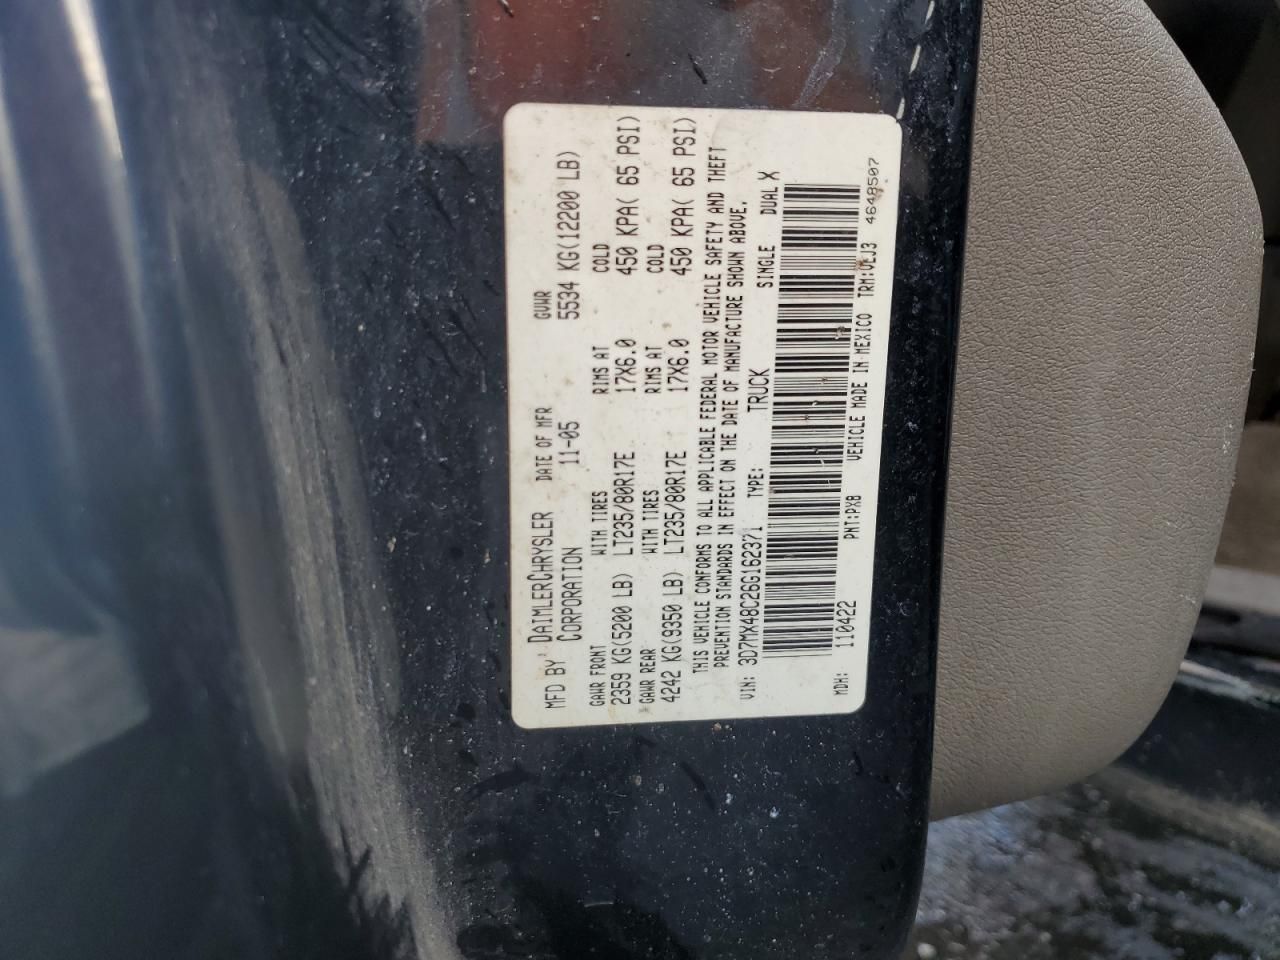 MFD BY DAIMLERCHRYSLER CORPORATION DATE OF MFR 11-05 GVWR 5534 KG(12200 LB)
GAWR FRONT WITH TIRES RIMS AT COLD
2359 KG(5200 LB) LT235/80R17E 17X6.0 450 KPA( 65 PSI)
GAWR REAR WITH TIRES RIMS AT COLD
4242 KG(9350 LB) LT235/80R17E 17X6.0 450 KPA( 65 PSI)
THIS VEHICLE CONFORMS TO ALL APPLICABLE FEDERAL MOTOR VEHICLE SAFETY AND THEFT
PREVENTION STANDARDS IN EFFECT ON THE DATE OF MANUFACTURE SHOWN ABOVE.
VIN: 3D7MX48C26G162371 TYPE: TRUCK SINGLE DUAL X
MDH: 110422 PNT:PXB VEHICLE MADE IN MEXICO TRM:VEJ3 4648507